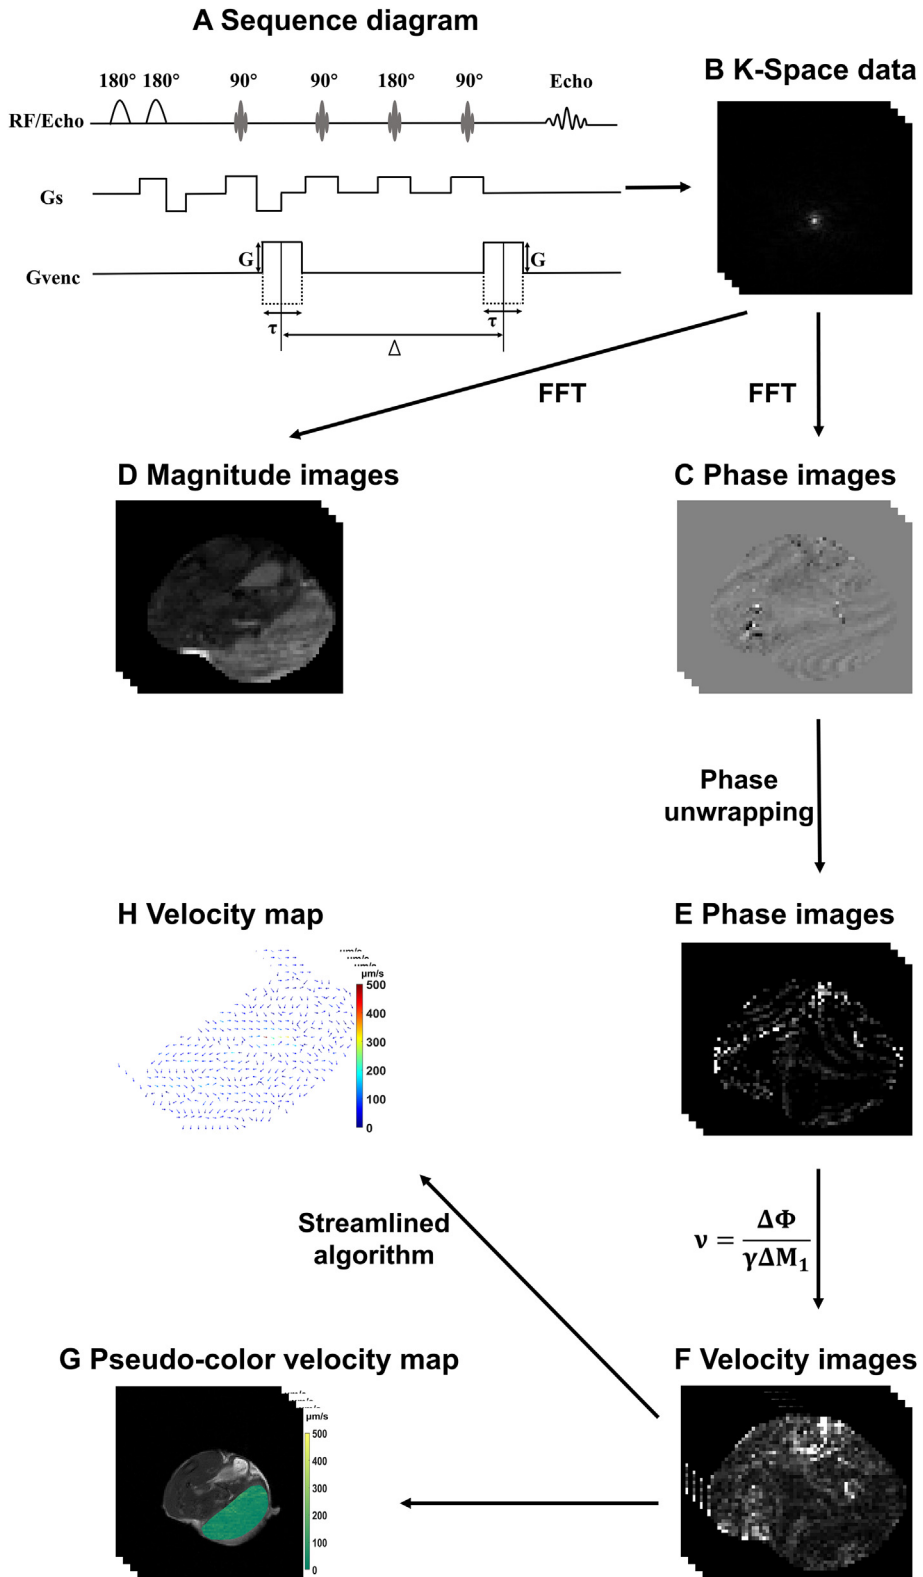 A Sequence diagram
180° 180° 90° 90° 180° 90° Echo
RF/Echo
Gs
Gvenc
G
G
τ
τ
Δ
B K-Space data
FFT
FFT
D Magnitude images
C Phase images
Phase
unwrapping
H Velocity map
μm/s
500
400
300
200
100
0
E Phase images
Streamlined
algorithm
ν = ΔΦ / γΔM₁
G Pseudo-color velocity map
μm/s
500
400
300
200
100
0
F Velocity images